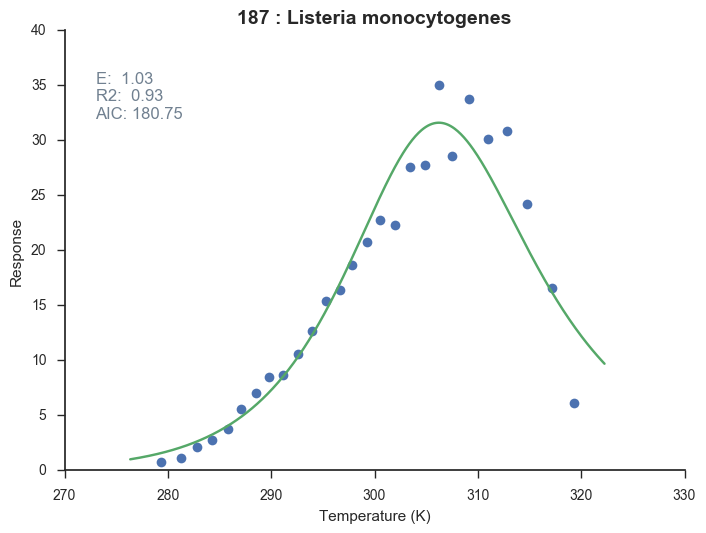 187 : Listeria monocytogenes
E: 1.03
R2: 0.93
AIC: 180.75
Response
40
35
30
25
20
15
10
5
0
270 280 290 300 310 320 330
Temperature (K)